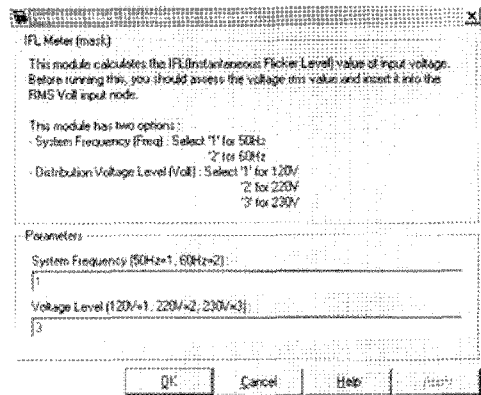 IFL Meter (mask)
This module calculates the IFL(Instantaneous Flicker Level) value of input voltage.
Before running this, you should assess the voltage rms value and insert it into the
RMS Volt input node.
This module has two options :
- System Frequency (Freq) : Select '1' for 50Hz
'2' for 60Hz
- Distribution Voltage Level (Volt) : Select '1' for 120V
'2' for 220V
'3' for 230V
Parameters
System Frequency (50Hz=1, 60Hz=2)
1
Voltage Level (120V=1, 220V=2, 230V=3)
3
OK Cancel Help Apply